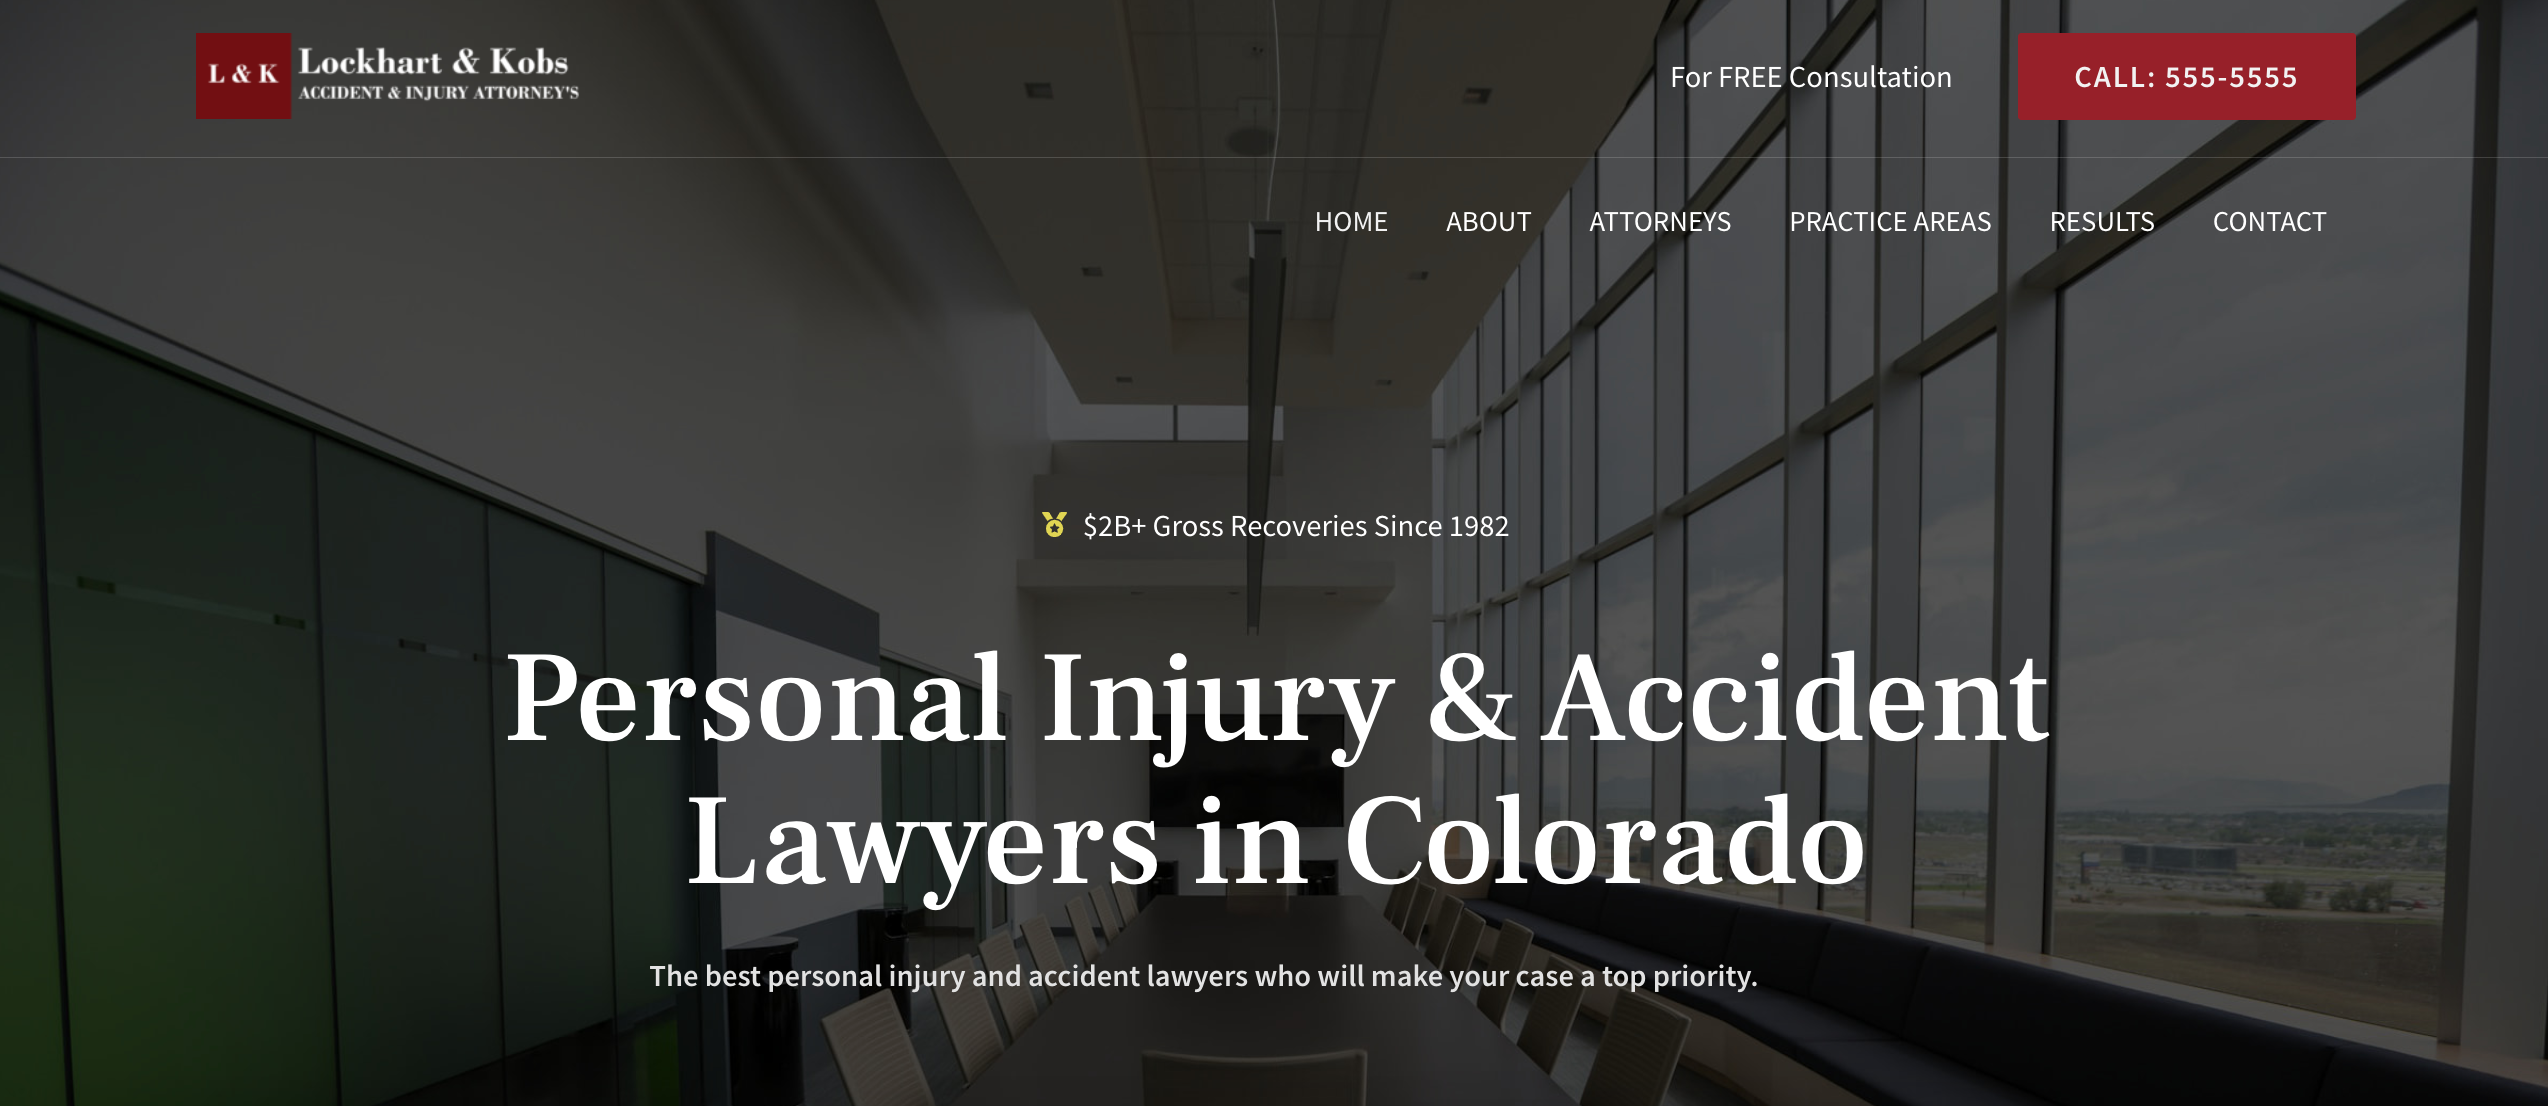 L & K
Lockhart & Kobs
ACCIDENT & INJURY ATTORNEY'S
For FREE Consultation
CALL: 555-5555
HOME ABOUT ATTORNEYS PRACTICE AREAS RESULTS CONTACT
$2B+ Gross Recoveries Since 1982
Personal Injury & Accident
Lawyers in Colorado
The best personal injury and accident lawyers who will make your case a top priority.